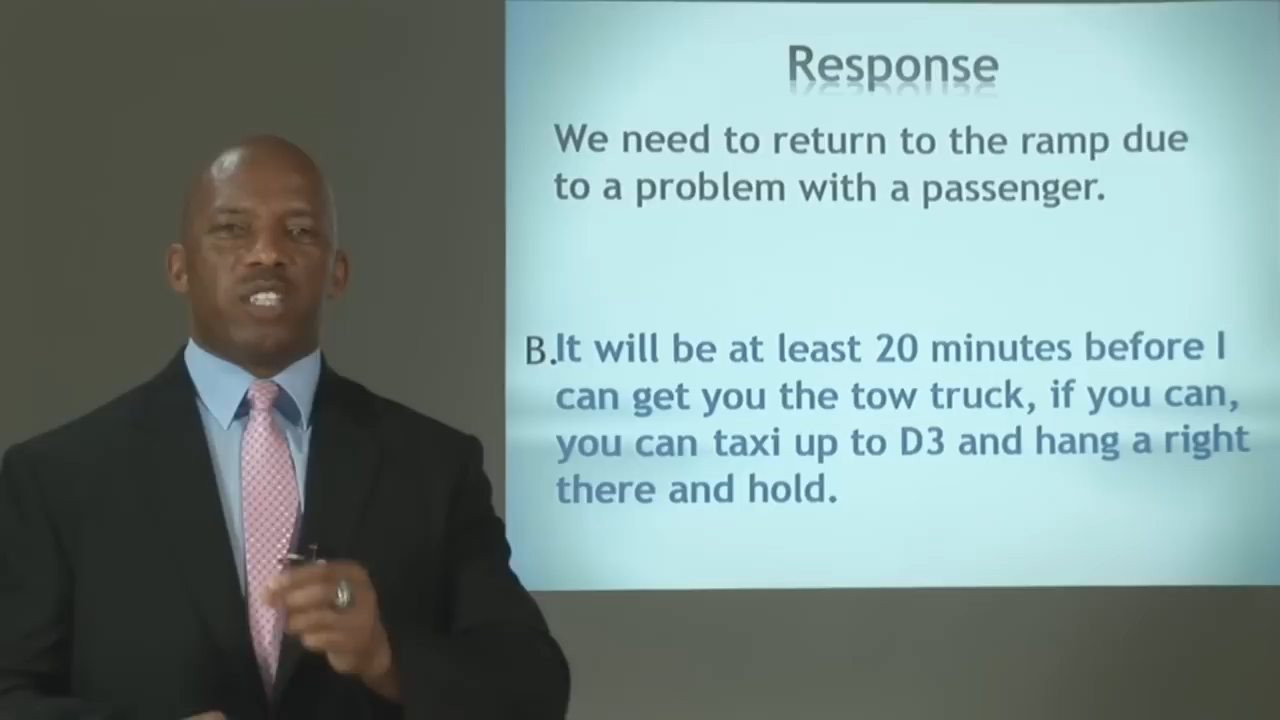 Response
We need to return to the ramp due
to a problem with a passenger.
B.It will be at least 20 minutes before I
can get you the tow truck, if you can,
you can taxi up to D3 and hang a right
there and hold.